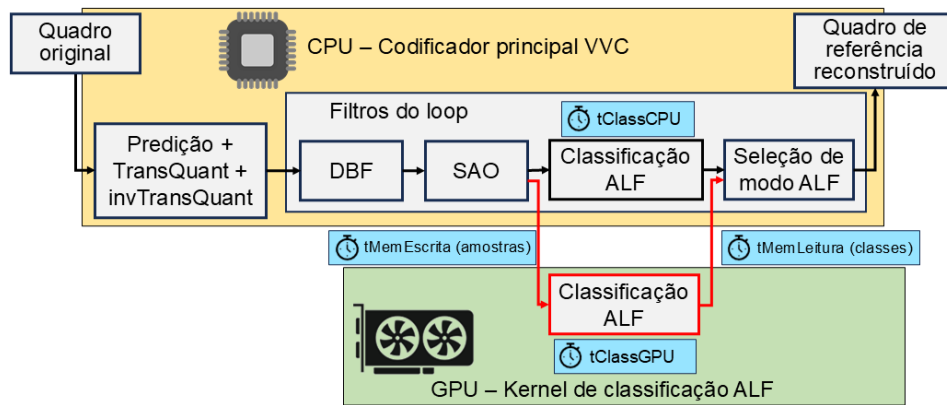 Quadro
original
CPU – Codificador principal VVC
Quadro de
referência
reconstruído
Filtros do loop
tClassCPU
Predição +
TransQuant +
invTransQuant
DBF
SAO
Classificação
ALF
Seleção de
modo ALF
tMemEscrita (amostras)
tMemLeitura (classes)
Classificação
ALF
tClassGPU
GPU – Kernel de classificação ALF